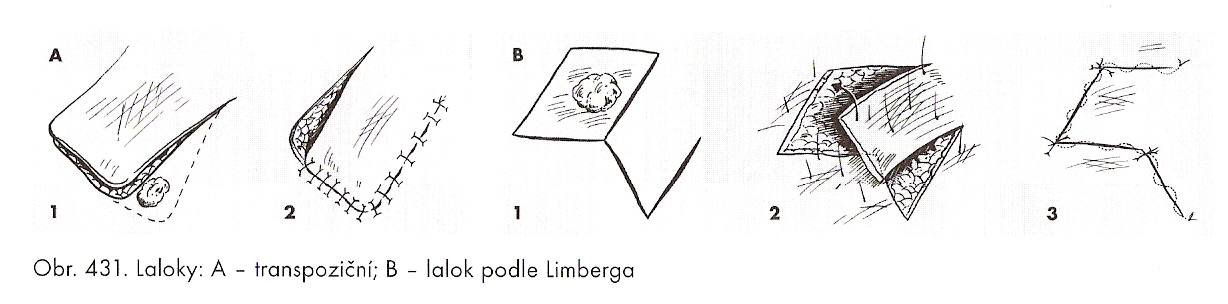 A
B
1
2
1
2
3
Obr. 431. Laloky: A – transpoziční; B – lalok podle Limberga